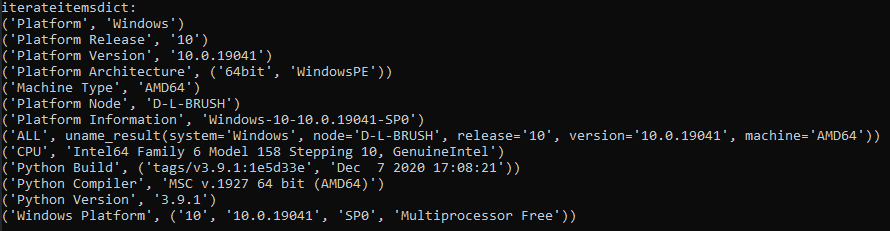 iterateitemsdict:
('Platform', 'Windows')
('Platform Release', '10')
('Platform Version', '10.0.19041')
('Platform Architecture', ('64bit', 'WindowsPE'))
('Machine Type', 'AMD64')
('Platform Node', 'D-L-BRUSH')
('Platform Information', 'Windows-10-10.0.19041-SP0')
('ALL', uname_result(system='Windows', node='D-L-BRUSH', release='10', version='10.0.19041', machine='AMD64'))
('CPU', 'Intel64 Family 6 Model 158 Stepping 10, GenuineIntel')
('Python Build', ('tags/v3.9.1:1e5d33e', 'Dec  7 2020 17:08:21'))
('Python Compiler', 'MSC v.1927 64 bit (AMD64)')
('Python Version', '3.9.1')
('Windows Platform', ('10', '10.0.19041', 'SP0', 'Multiprocessor Free'))